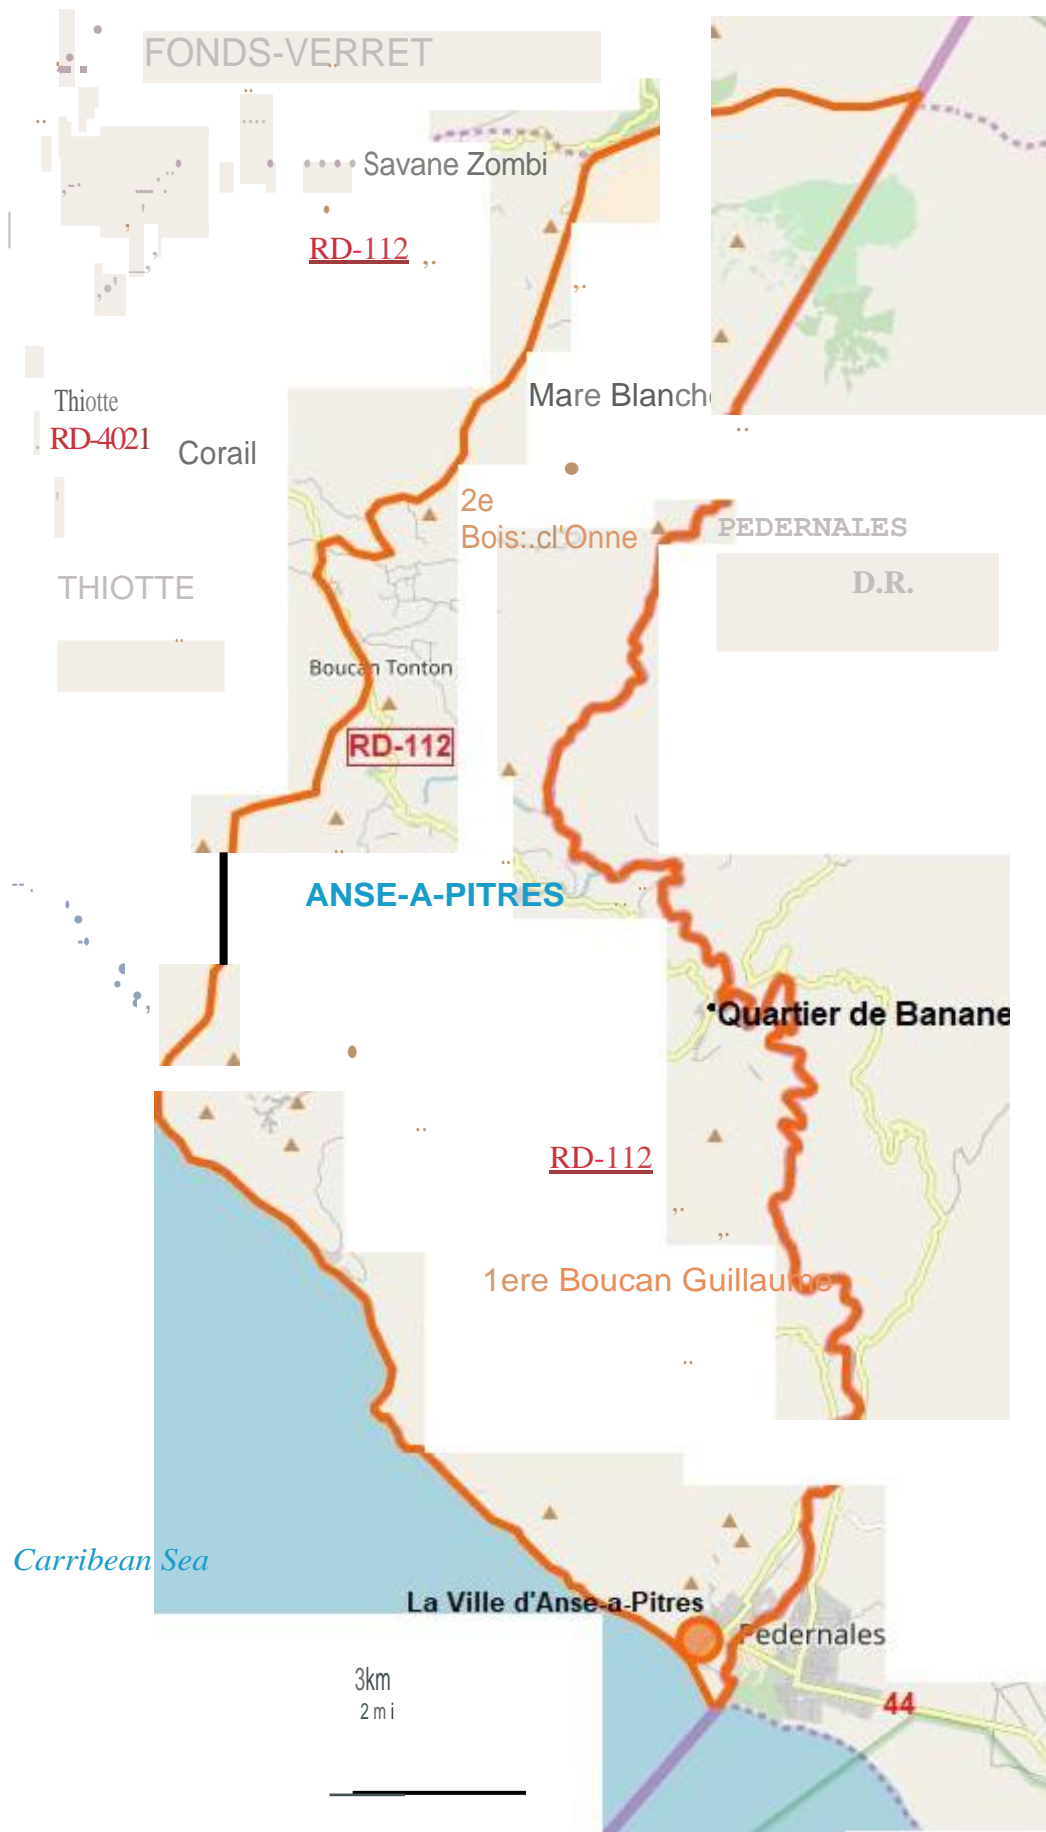 FONDS-VERRET
Savane Zombi
RD-112
Mare Blanch
Thiotte
RD-4021
Corail
2e
Bois:.cl'Onne
PEDERNALES
D.R.
THIOTTE
Boucan Tonton
RD-112
ANSE-A-PITRES
Quartier de Banane
RD-112
1ere Boucan Guillaume
Carribean Sea
La Ville d'Anse-a-Pitres
Pedernales
44
3km
2 mi